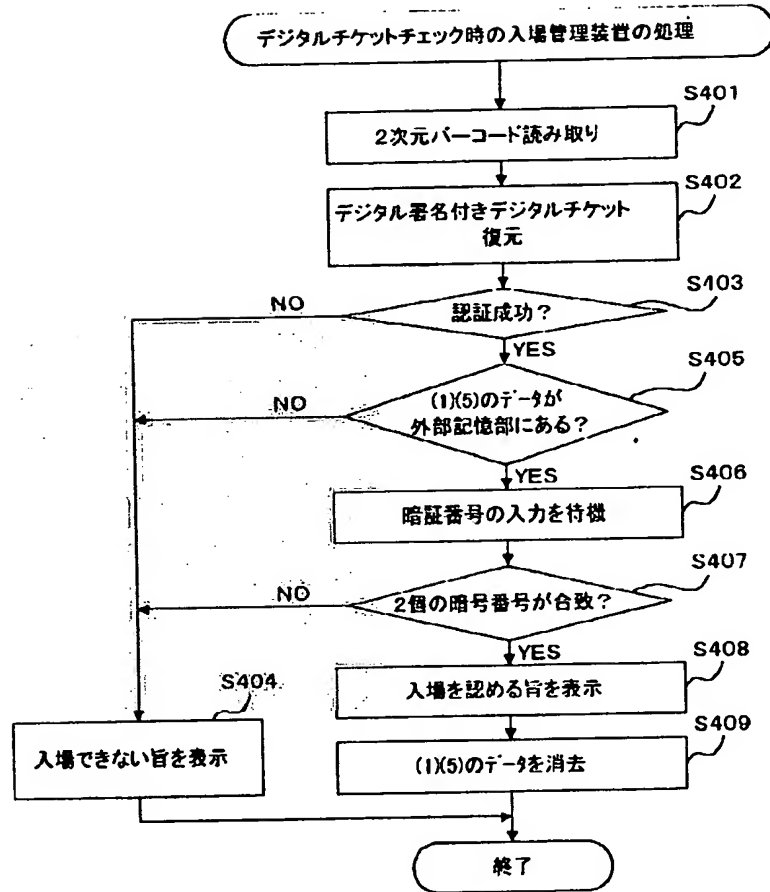 デジタルチケットチェック時の入場管理装置の処理
S401
2次元バーコード読み取り
S402
デジタル署名付きデジタルチケット
復元
S403
NO
認証成功?
YES
S405
(1)(5)のデータが
外部記憶部にある?
NO
YES
S406
暗証番号の入力を待機
S407
NO
2個の暗号番号が合致?
YES
S408
入場を認める旨を表示
S404
入場できない旨を表示
S409
(1)(5)のデータを消去
終了